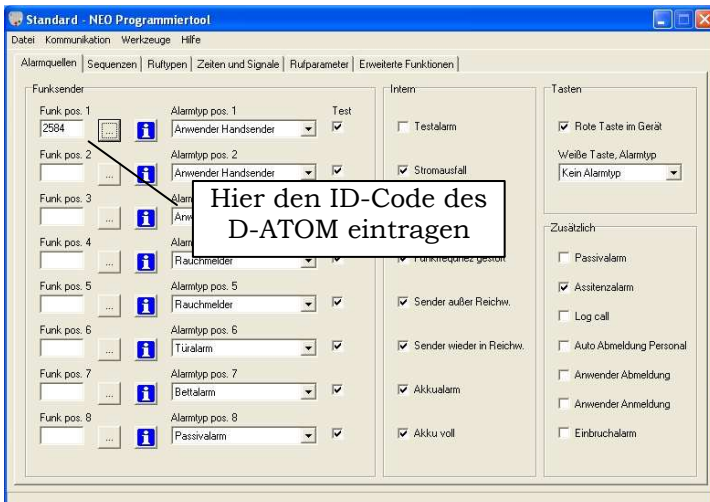 Standard - NEO Programmiertool
Datei Kommunikation Werkzeuge Hilfe
Alarmquellen Sequenzen Ruftypen Zeiten und Signale Rufparameter Erweiterte Funktionen
Funksender
Funk pos. 1 Alarmtyp pos. 1 Test
2584 ... i Anwender Handsender
Funk pos. 2 Alarmtyp pos. 2
... i Anwender Handsender
Funk pos. 3
... i
Funk pos. 4
... i Rauchmelder
Funk pos. 5 Alarmtyp pos. 5
... i Rauchmelder
Funk pos. 6 Alarmtyp pos. 6
... i Türalarm
Funk pos. 7 Alarmtyp pos. 7
... i Bettalarm
Funk pos. 8 Alarmtyp pos. 8
... i Passivalarm
Hier den ID-Code des
D-ATOM eintragen
Intern
Testalarm
Stromausfall
Sender außer Reichw.
Sender wieder in Reichw.
Akkualarm
Akku voll
Tasten
Rote Taste im Gerät
Weiße Taste, Alarmtyp
Kein Alarmtyp
Zusätzlich
Passivalarm
Assitenzalarm
Log call
Auto Abmeldung Personal
Anwender Abmeldung
Anwender Anmeldung
Einbruchalarm